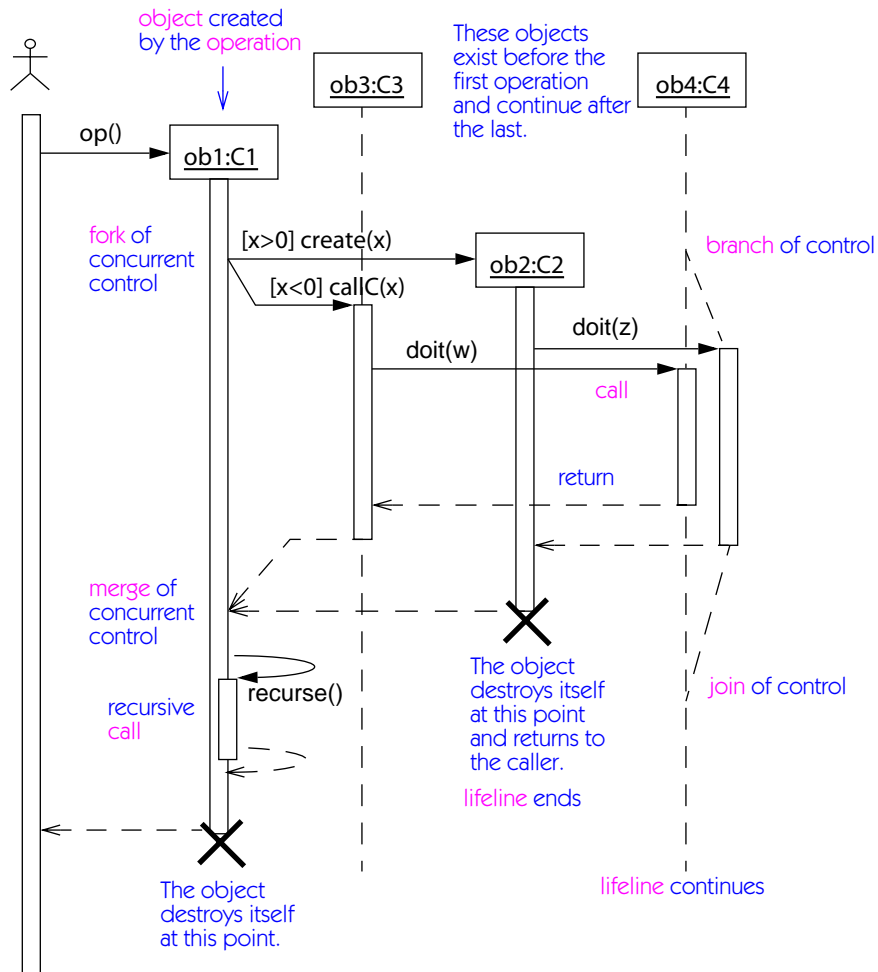 object created
by the operation
These objects
exist before the
first operation
and continue after
the last.
ob3:C3
ob4:C4
op()
ob1:C1
fork of
concurrent
control
[x>0] create(x)
ob2:C2
branch of control
[x<0] callC(x)
doit(z)
doit(w)
call
return
merge of
concurrent
control
The object
destroys itself
at this point
and returns to
the caller.
join of control
recurse()
recursive
call
lifeline ends
The object
destroys itself
at this point.
lifeline continues